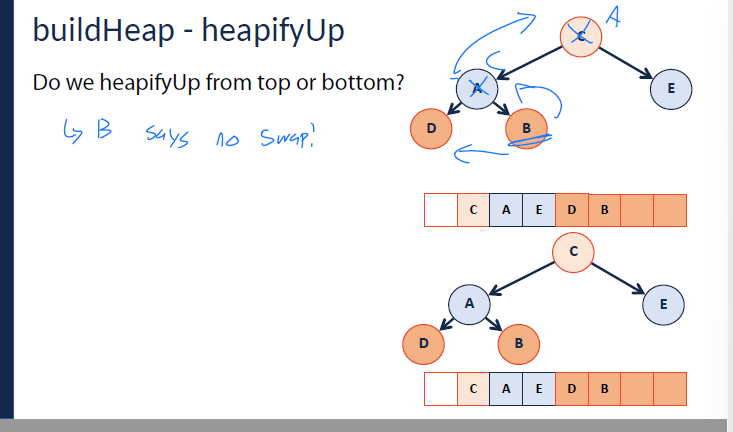 buildHeap - heapifyUp
Do we heapifyUp from top or bottom?
↳ B says no swap!
C A
A E
D B
C
C A E D B
C
A E
D B
C A E D B